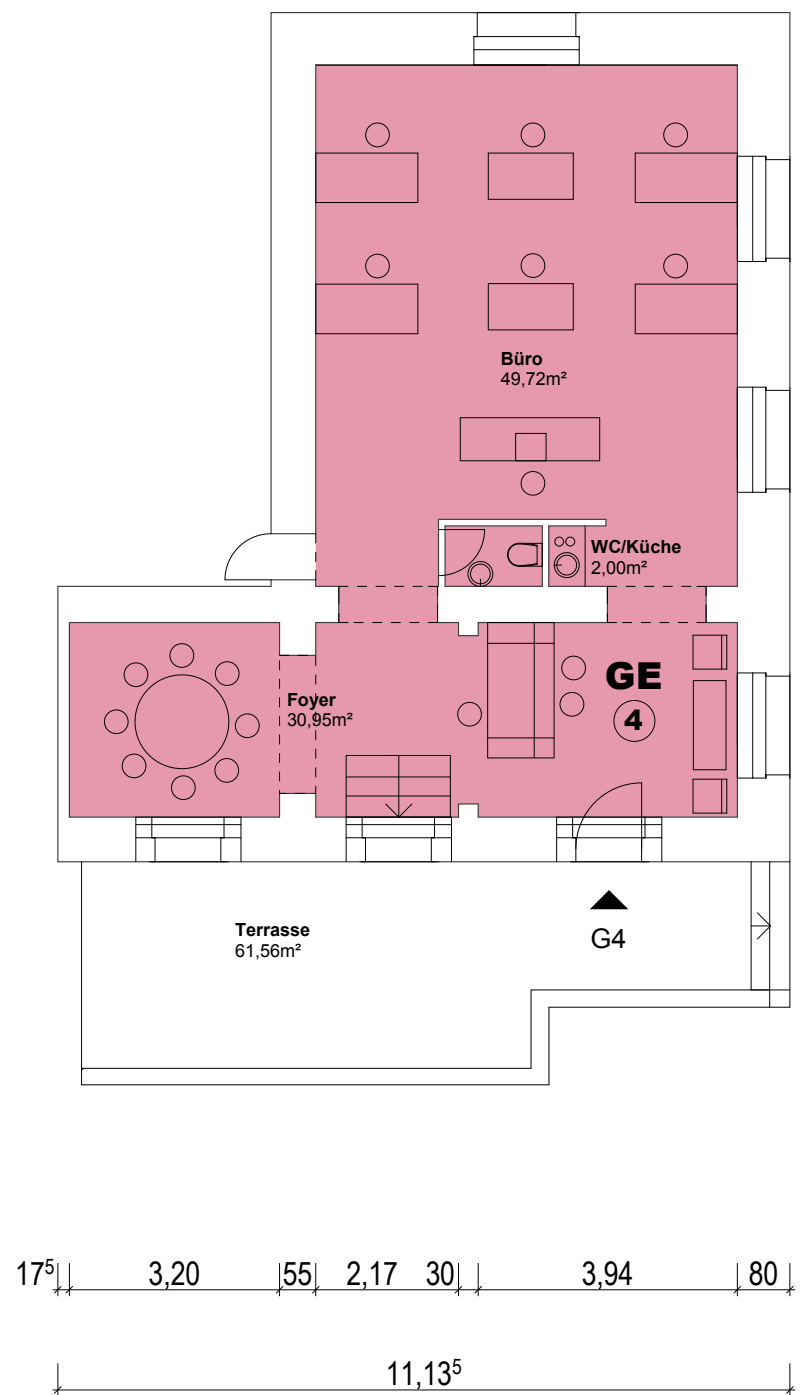 Büro
49,72m²
WC/Küche
2,00m²
GE
4
Foyer
30,95m²
Terrasse
61,56m²
G4
17⁵ 3,20 55 2,17 30 3,94 80
11,13⁵